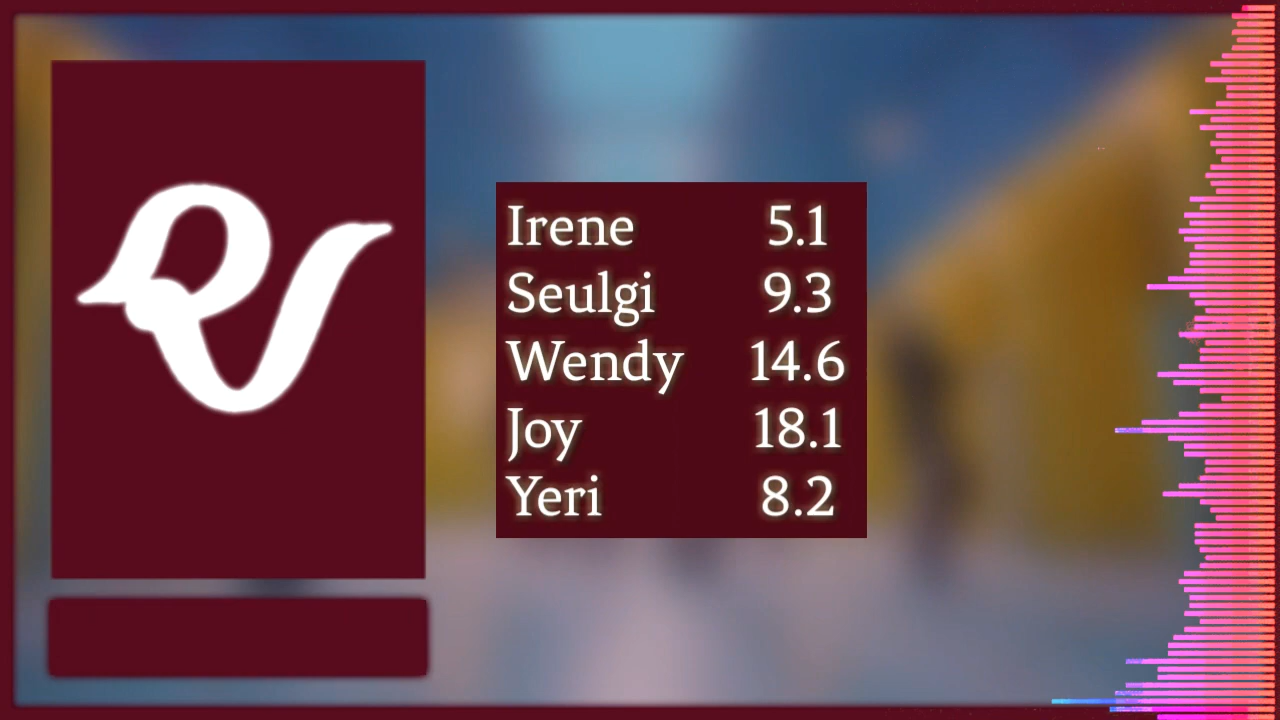 Irene 5.1
Seulgi 9.3
Wendy 14.6
Joy 18.1
Yeri 8.2